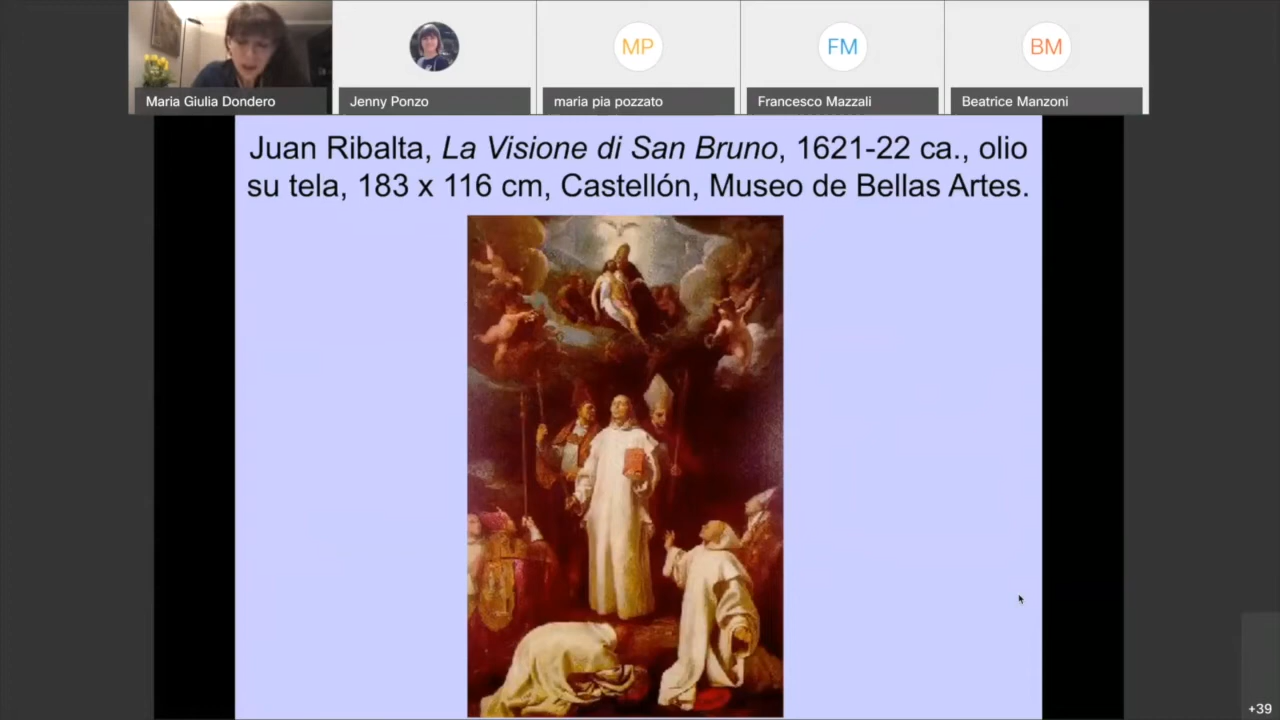 MP
FM
BM
Maria Giulia Dondero
Jenny Ponzo
maria pia pozzato
Francesco Mazzali
Beatrice Manzoni
Juan Ribalta, La Visione di San Bruno, 1621-22 ca., olio
su tela, 183 x 116 cm, Castellón, Museo de Bellas Artes.
+39